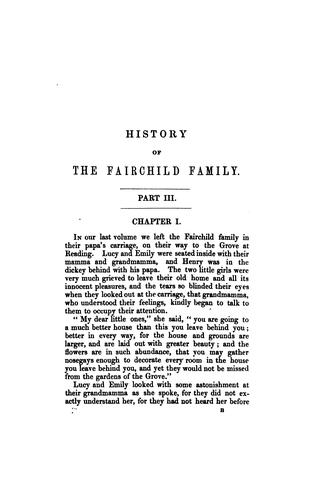 HISTORY
OF
THE FAIRCHILD FAMILY.
PART III.
CHAPTER I.
IN our last volume we left the Fairchild family in
their papa's carriage, on their way to the Grove at
Reading. Lucy and Emily were seated inside with their
mamma and grandmamma, and Henry was in the
dickey behind with his papa. The two little girls were
very much grieved to leave their old home and all its
innocent pleasures, and the tears so blinded their eyes
when they looked out at the carriage, that grandmamma,
who understood their feelings, kindly began to talk to
them to occupy their attention.
" My dear little ones," she said, " you are going to
a much better house than this you leave behind you ;
better in every way, for the house and grounds are
larger, and are laid out with greater beauty ; and the
flowers are in such abundance, that you may gather
nosegays enough to decorate every room in the house
you leave behind you, and yet they would not be missed
from the gardens of the Grove."
Lucy and Emily looked with some astonishment at
their grandmamma as she spoke, for they did not ex-
actly understand her, for they had not heard her before
B